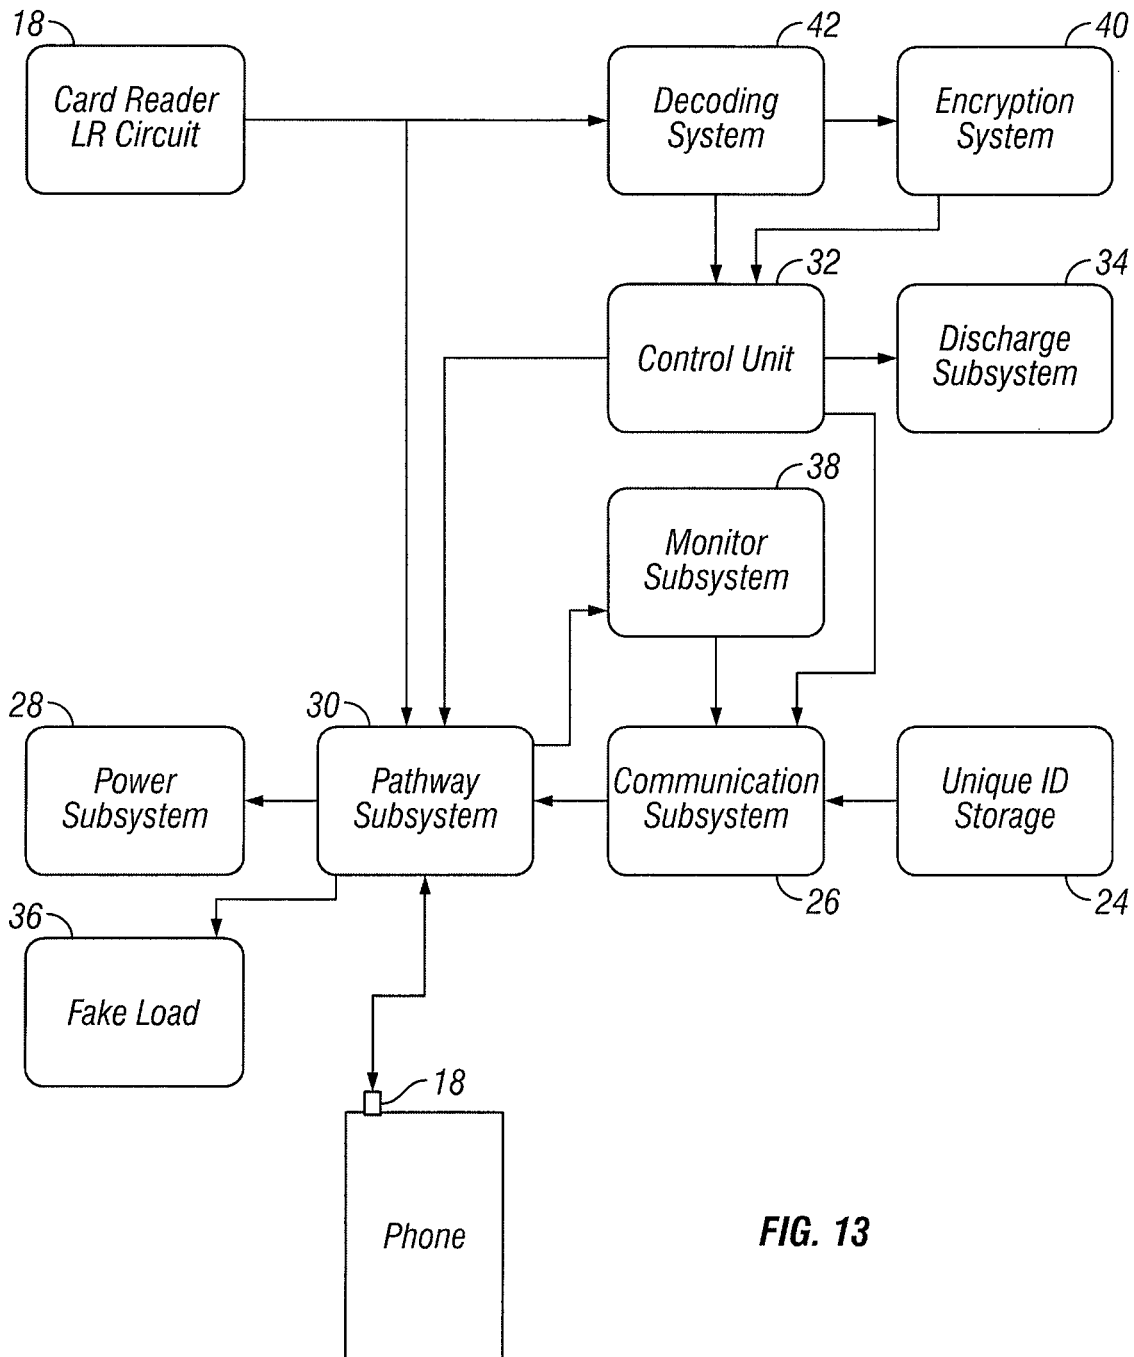 18
Card Reader
LR Circuit
42
Decoding
System
40
Encryption
System
32
Control Unit
34
Discharge
Subsystem
38
Monitor
Subsystem
28
Power
Subsystem
30
Pathway
Subsystem
Communication
Subsystem
26
Unique ID
Storage
24
36
Fake Load
18
Phone
FIG. 13